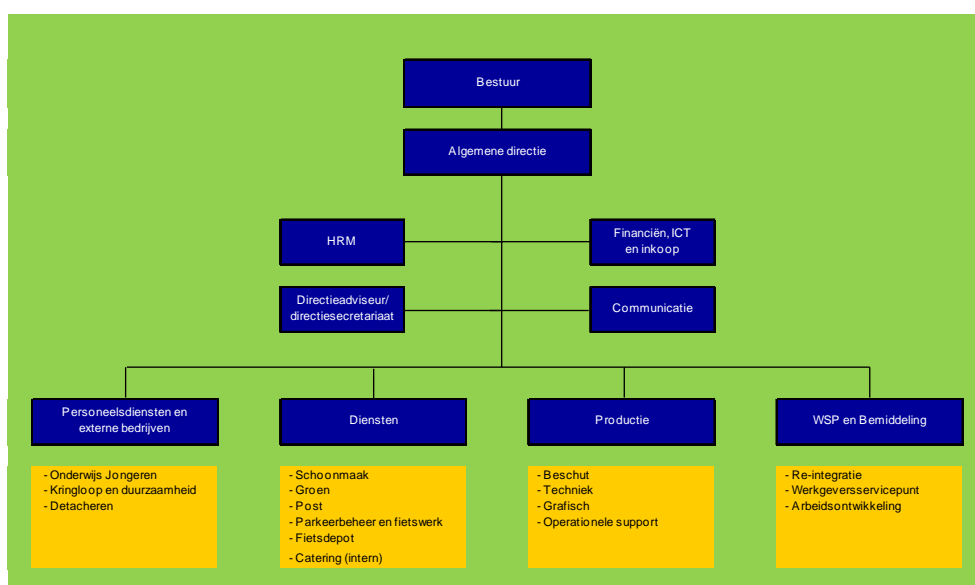 Bestuur
Algemene directie
HRM
Financiën, ICT
en inkoop
Directieadviseur/
directiesecretariaat
Communicatie
Personeelsdiensten en
externe bedrijven
Diensten
Productie
WSP en Bemiddeling
- Onderwijs Jongeren
- Kringloop en duurzaamheid
- Detacheren
- Schoonmaak
- Groen
- Post
- Parkeerbeheer en fietswerk
- Fietsdepot
- Catering (intern)
- Beschut
- Techniek
- Grafisch
- Operationele support
- Re-integratie
- Werkgeversservicepunt
- Arbeidsontwikkeling